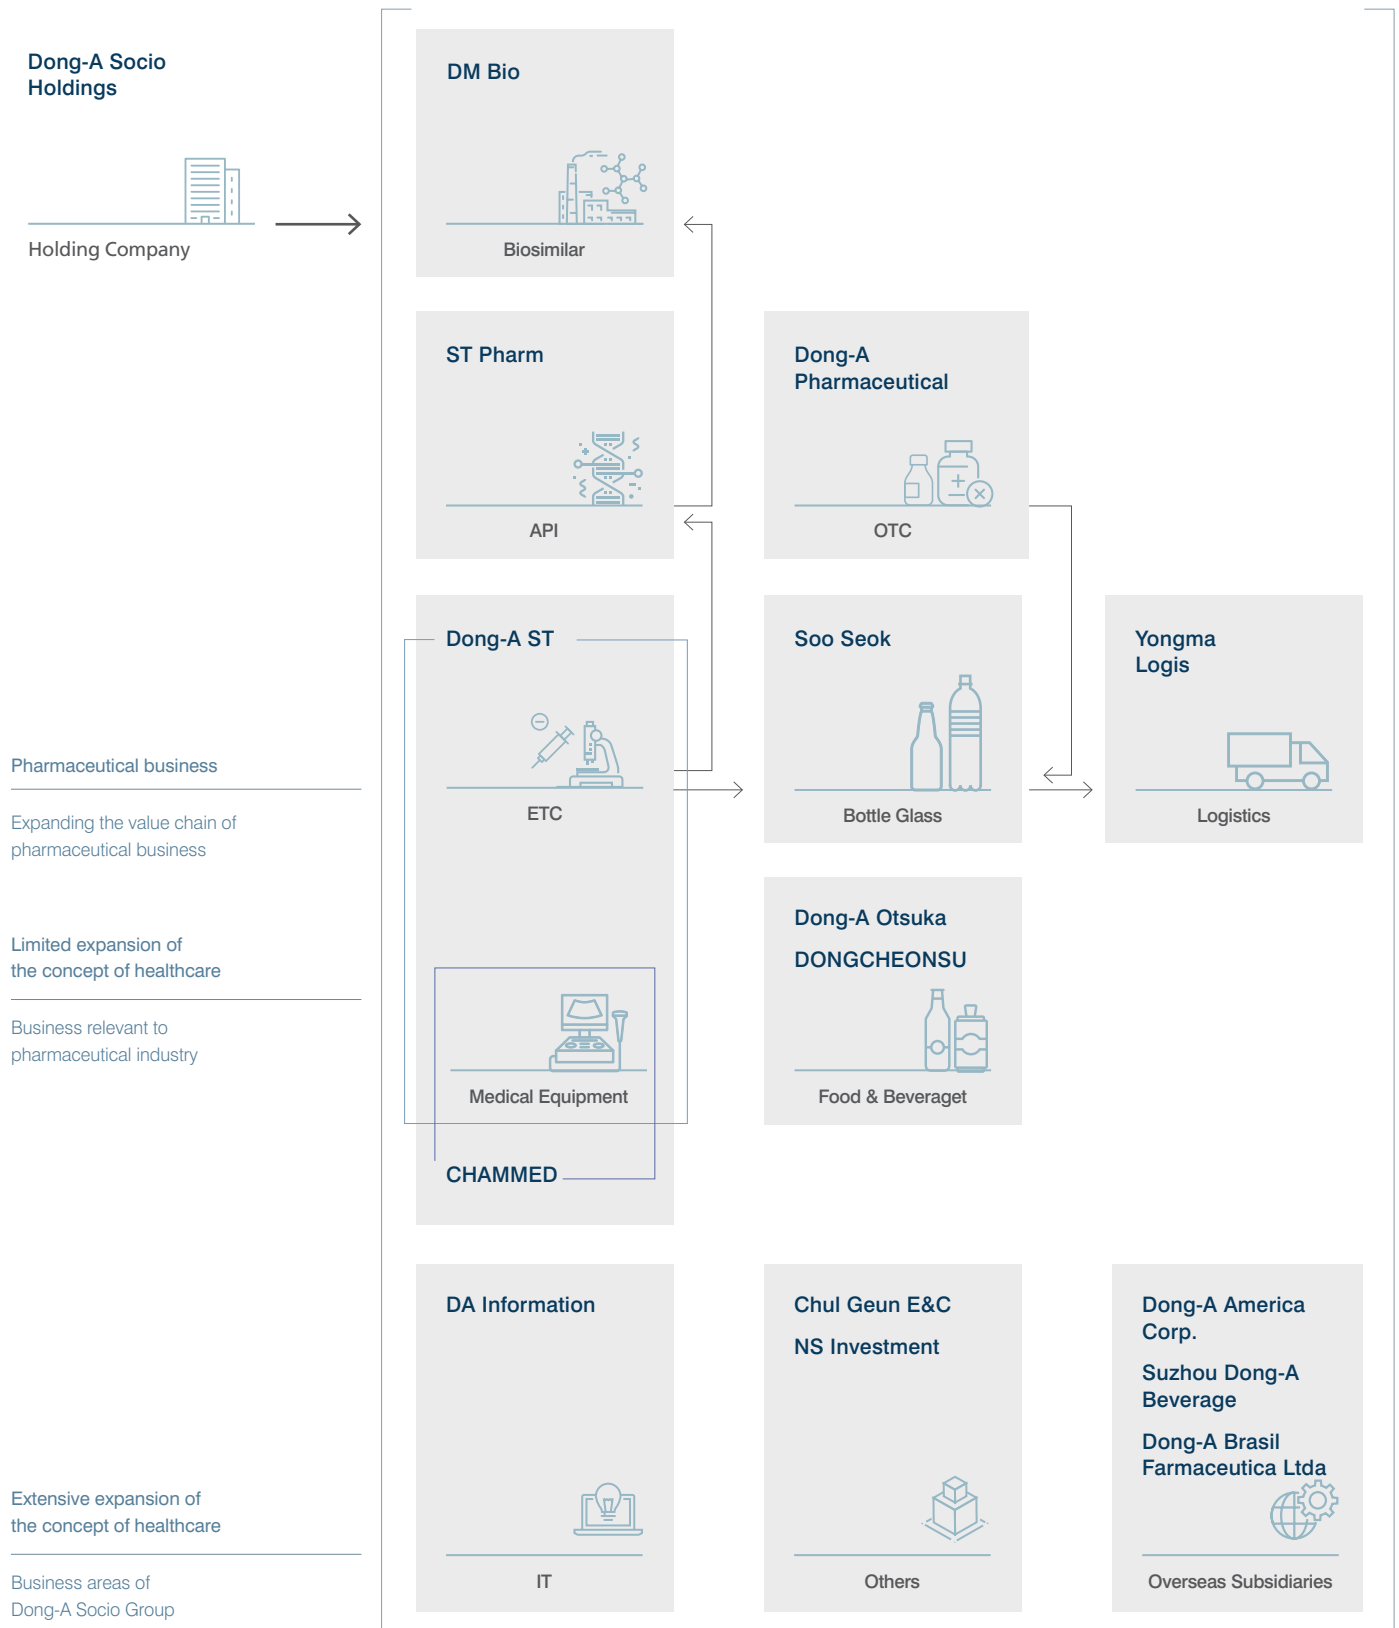 Dong-A Socio
Holdings
Holding Company
DM Bio
Biosimilar
ST Pharm
API
Dong-A
Pharmaceutical
OTC
Dong-A ST
ETC
Soo Seok
Bottle Glass
Yongma
Logis
Logistics
Pharmaceutical business
Expanding the value chain of
pharmaceutical business
Limited expansion of
the concept of healthcare
Business relevant to
pharmaceutical industry
Medical Equipment
CHAMMED
Dong-A Otsuka
DONGCHEONSU
Food & Beveraget
DA Information
IT
Chul Geun E&C
NS Investment
Others
Dong-A America
Corp.
Suzhou Dong-A
Beverage
Dong-A Brasil
Farmaceutica Ltda
Overseas Subsidiaries
Extensive expansion of
the concept of healthcare
Business areas of
Dong-A Socio Group